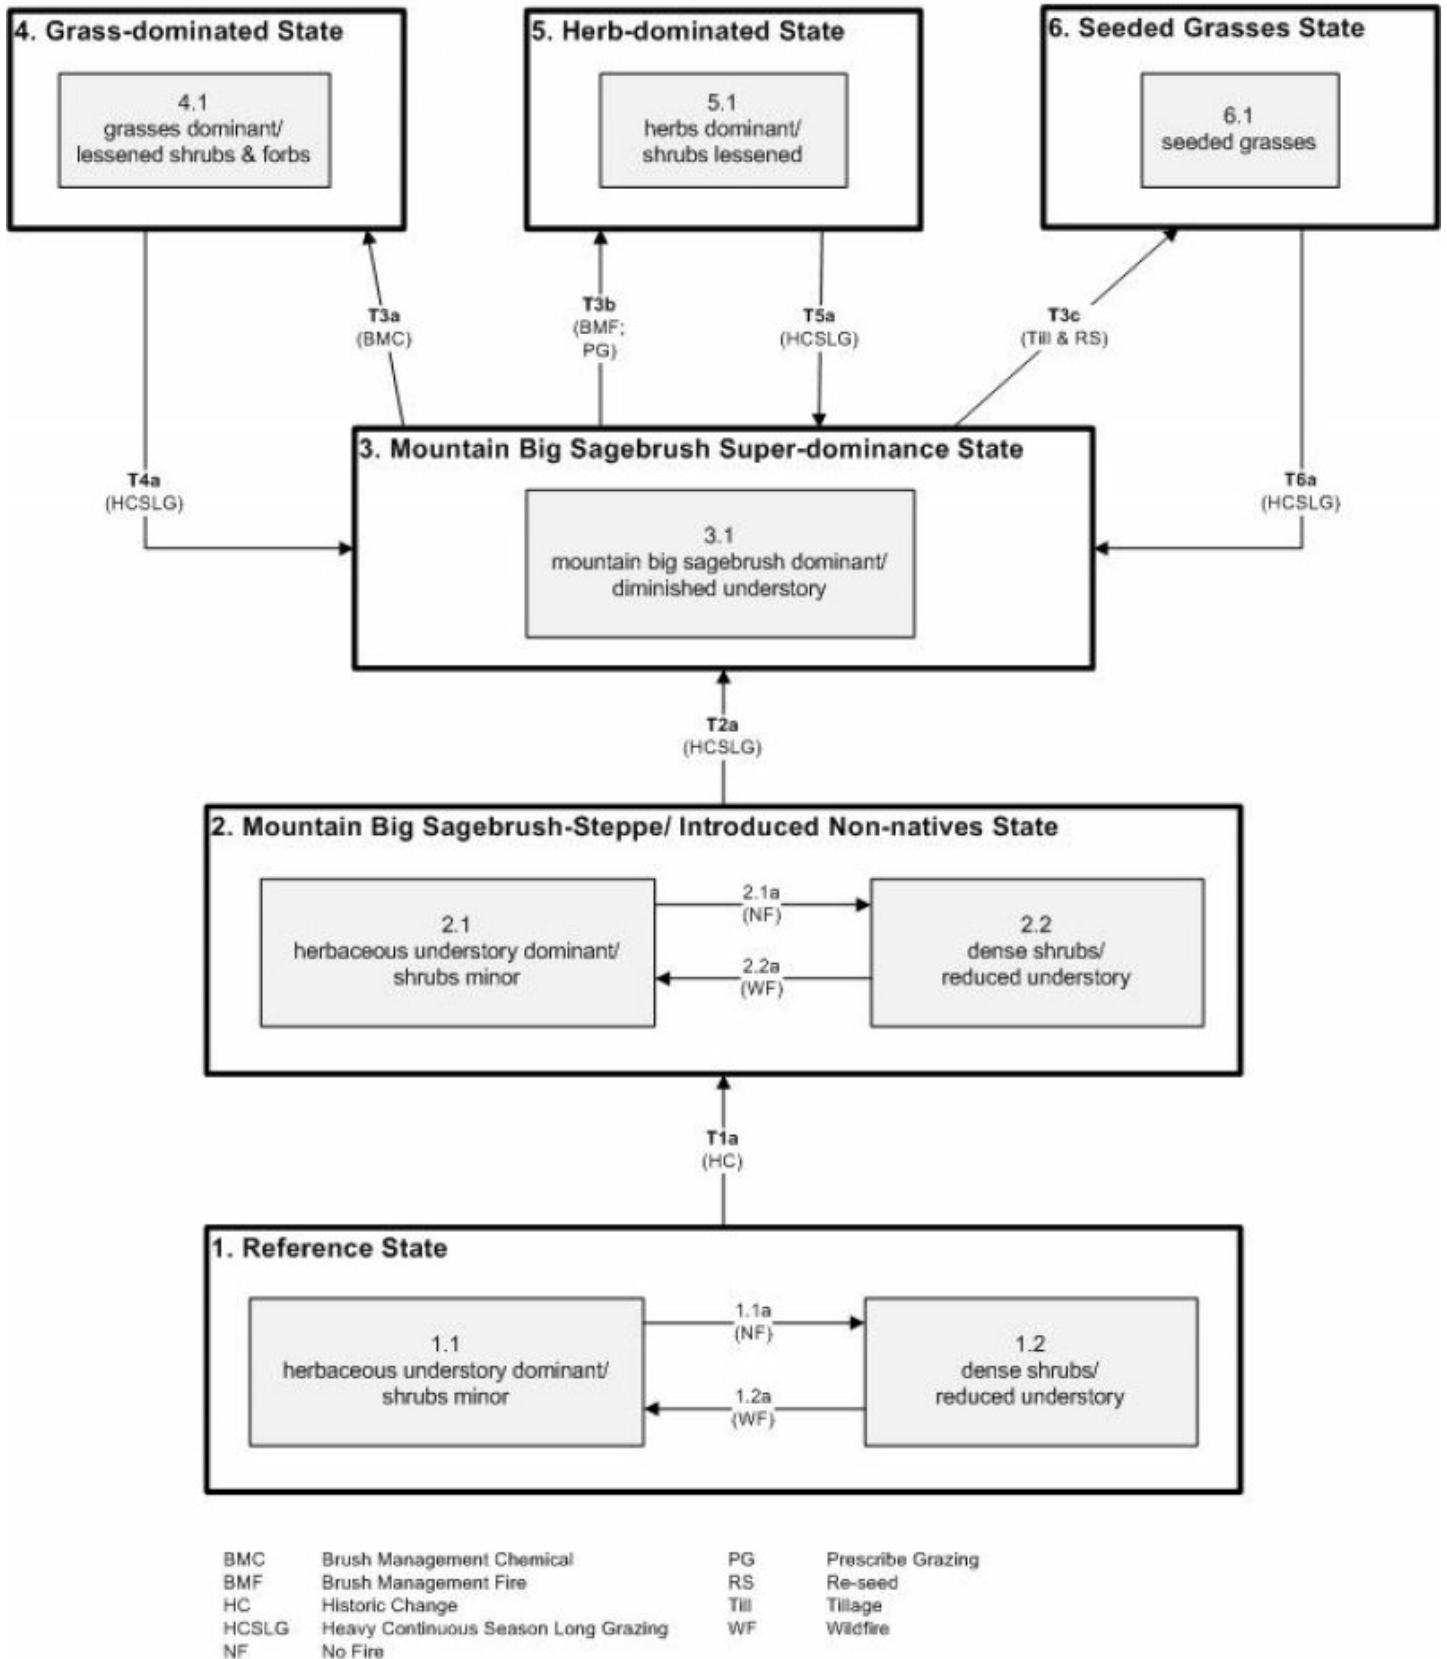 4. Grass-dominated State
4.1
grasses dominant/
lessened shrubs & forbs
5. Herb-dominated State
5.1
herbs dominant/
shrubs lessened
6. Seeded Grasses State
6.1
seeded grasses
T3a
(BMC)
T3b
(BMF;
PG)
T5a
(HCSLG)
T3c
(Till & RS)
T4a
(HCSLG)
T6a
(HCSLG)
3. Mountain Big Sagebrush Super-dominance State
3.1
mountain big sagebrush dominant/
diminished understory
T2a
(HCSLG)
2. Mountain Big Sagebrush-Steppe/ Introduced Non-natives State
2.1
herbaceous understory dominant/
shrubs minor
2.1a
(NF)
2.2a
(WF)
2.2
dense shrubs/
reduced understory
T1a
(HC)
1. Reference State
1.1
herbaceous understory dominant/
shrubs minor
1.1a
(NF)
1.2a
(WF)
1.2
dense shrubs/
reduced understory
BMC Brush Management Chemical
BMF Brush Management Fire
HC Historic Change
HCSLG Heavy Continuous Season Long Grazing
NF No Fire
PG Prescribe Grazing
RS Re-seed
Till Tillage
WF Wildfire